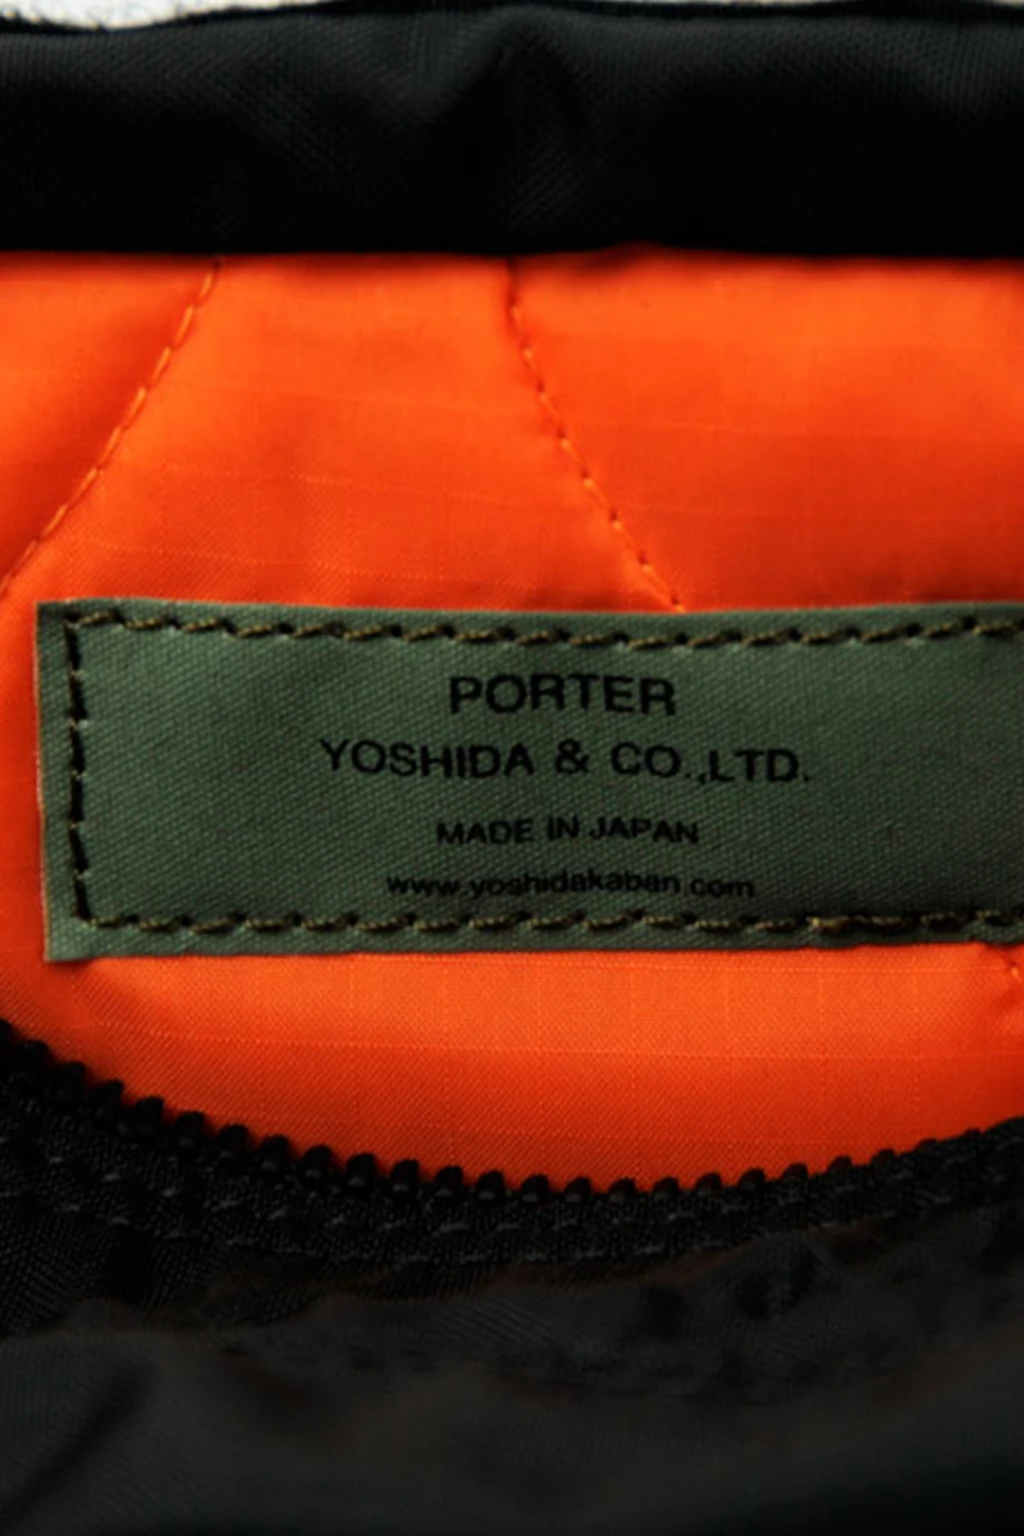 PORTER
YOSHIDA & CO.,LTD.
MADE IN JAPAN
www.yoshidakaban.com